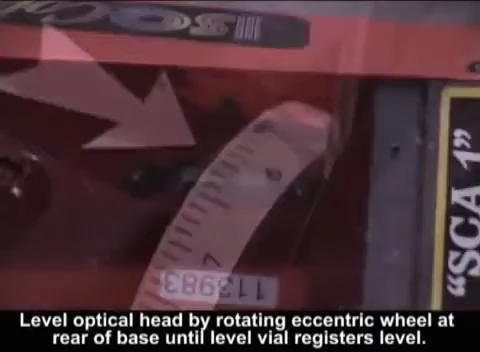 113983
"SCA 1"
Level optical head by rotating eccentric wheel at
rear of base until level vial registers level.